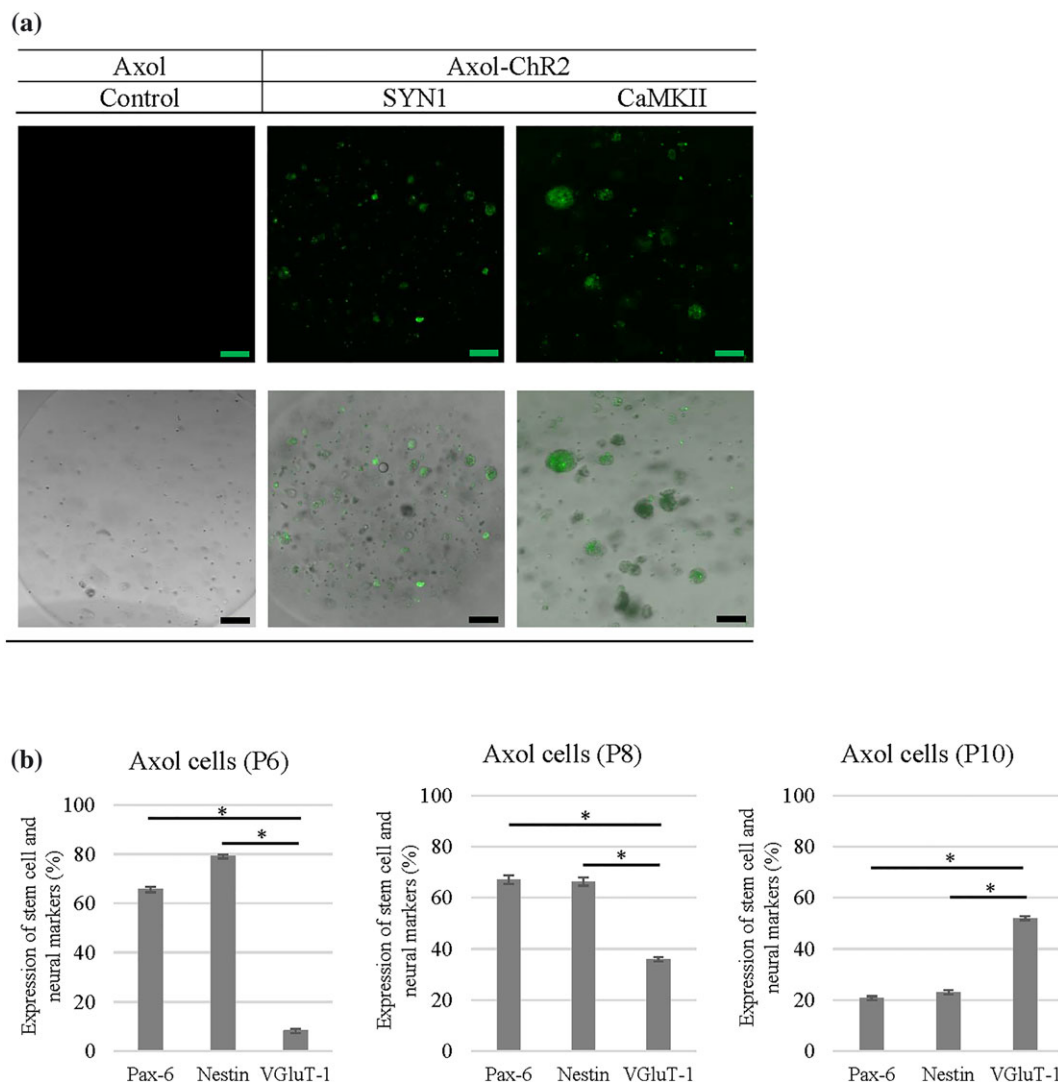 (a)
Axol Axol-ChR2
Control SYN1 CaMKII
(b)
Axol cells (P6)
Expression of stem cell and
neural markers (%)
100
80
60
40
20
0
* 
*
Pax-6 Nestin VGluT-1
Axol cells (P8)
Expression of stem cell and
neural markers (%)
100
80
60
40
20
0
*
*
Pax-6 Nestin VGluT-1
Axol cells (P10)
Expression of stem cell and
neural markers (%)
100
80
60
40
20
0
*
*
Pax-6 Nestin VGluT-1